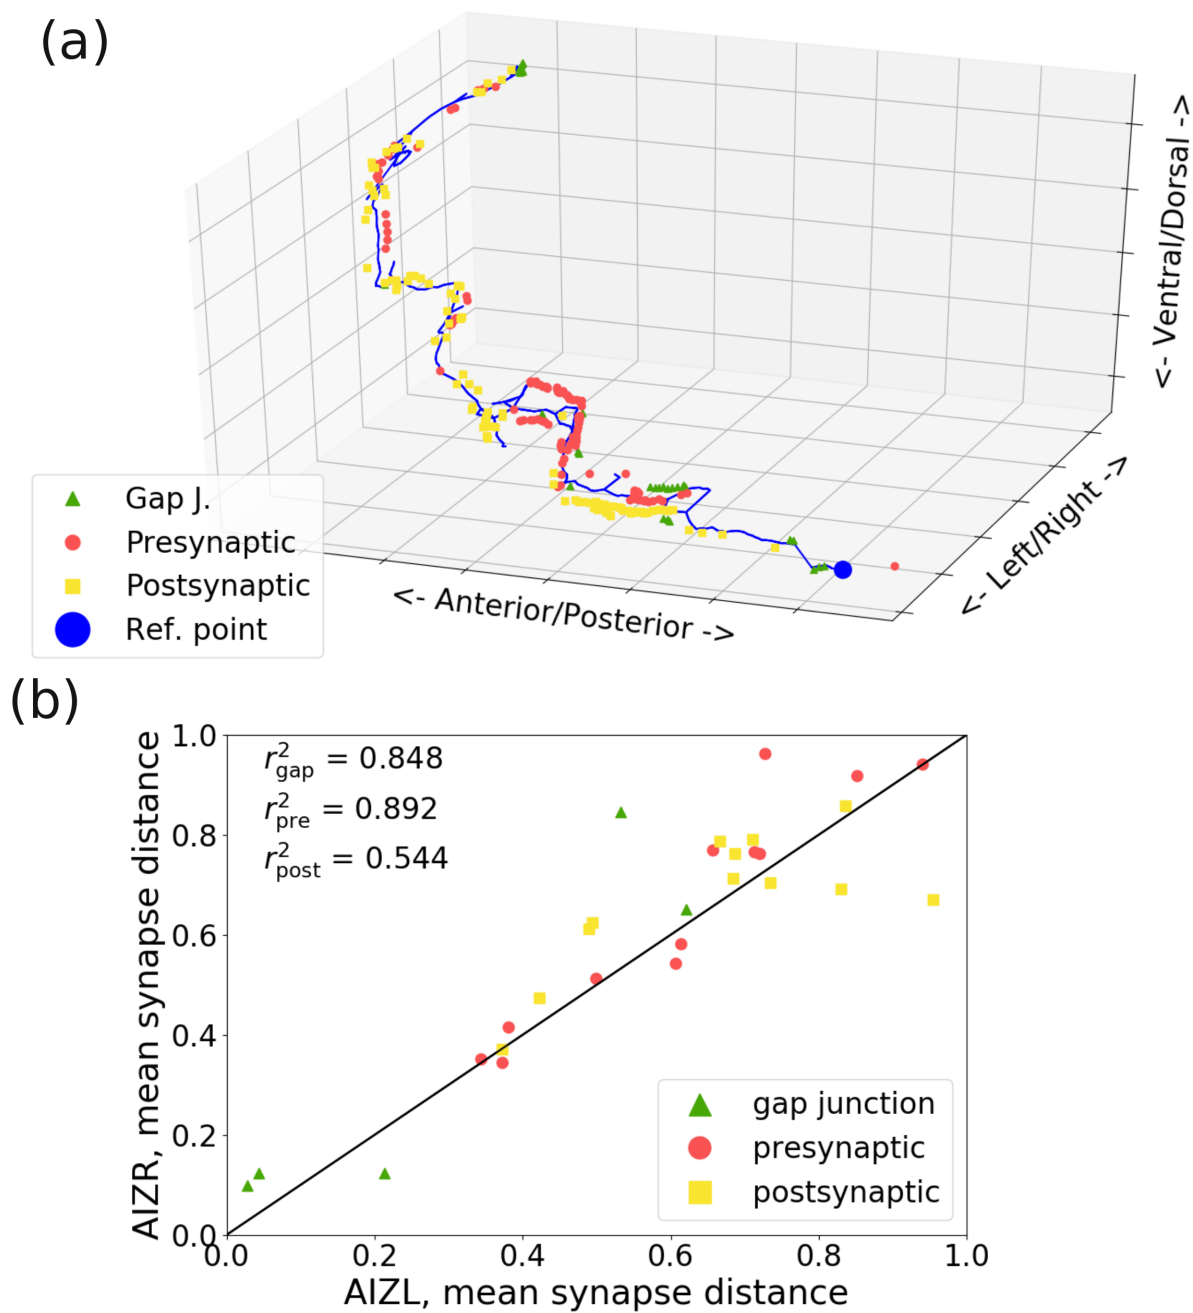 (a)
<- Ventral/Dorsal ->
<- Left/Right ->
<- Anterior/Posterior ->
Gap J.
Presynaptic
Postsynaptic
Ref. point
(b)
r²gap = 0.848
r²pre = 0.892
r²post = 0.544
AIZR, mean synapse distance
1.0
0.8
0.6
0.4
0.2
0.0
gap junction
presynaptic
postsynaptic
0.0 0.2 0.4 0.6 0.8 1.0
AIZL, mean synapse distance